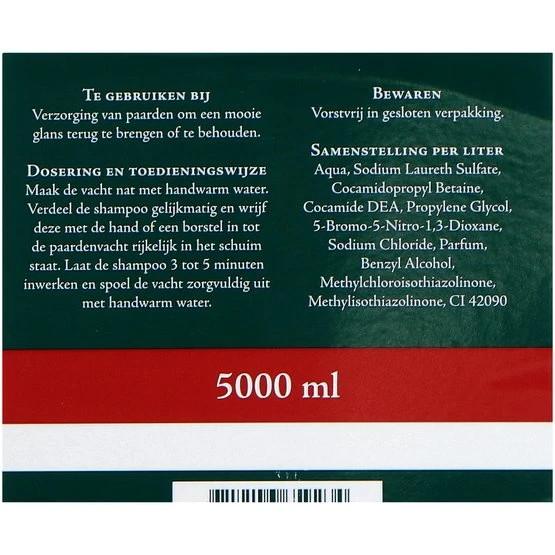 TE GEBRUIKEN BIJ
Verzorging van paarden om een mooie
glans terug te brengen of te behouden.
DOSERING EN TOEDIENINGSWIJZE
Maak de vacht nat met handwarm water.
Verdeel de shampoo gelijkmatig en wrijf
deze met de hand of een borstel in tot
de paardenvacht rijkelijk in het schuim
staat. Laat de shampoo 3 tot 5 minuten
inwerken en spoel de vacht zorgvuldig uit
met handwarm water.
BEWAREN
Vorstvrij in gesloten verpakking.
SAMENSTELLING PER LITER
Aqua, Sodium Laureth Sulfate,
Cocamidopropyl Betaine,
Cocamide DEA, Propylene Glycol,
5-Bromo-5-Nitro-1,3-Dioxane,
Sodium Chloride, Parfum,
Benzyl Alcohol,
Methylchloroisothiazolinone,
Methylisothiazolinone, CI 42090
5000 ml